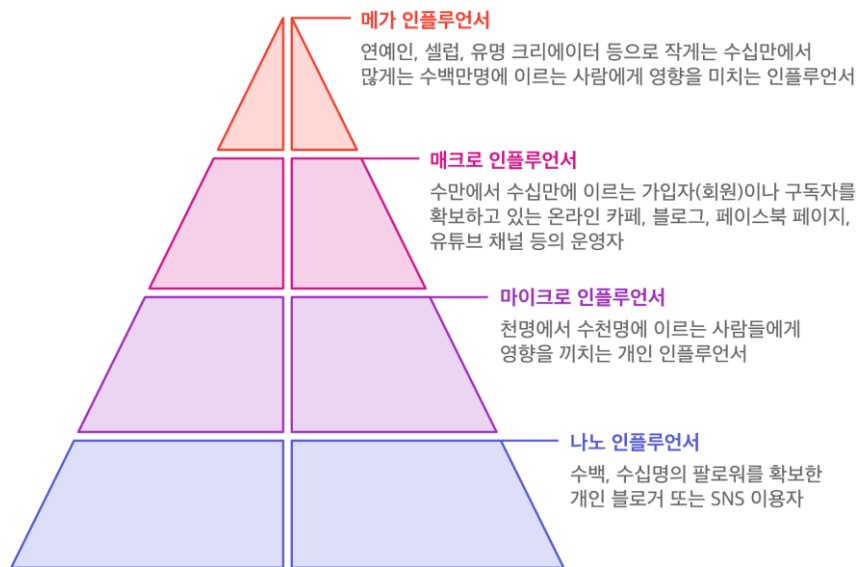 메가 인플루언서
연예인, 셀럽, 유명 크리에이터 등으로 작게는 수십만에서
많게는 수백만명에 이르는 사람에게 영향을 미치는 인플루언서
매크로 인플루언서
수만에서 수십만에 이르는 가입자(회원)이나 구독자를
확보하고 있는 온라인 카페, 블로그, 페이스북 페이지,
유튜브 채널 등의 운영자
마이크로 인플루언서
천명에서 수천명에 이르는 사람들에게
영향을 끼치는 개인 인플루언서
나노 인플루언서
수백, 수십명의 팔로워를 확보한
개인 블로거 또는 SNS 이용자